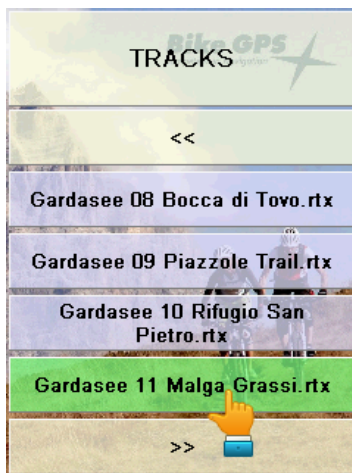 Bike GPS
TRACKS
<<
Gardasee 08 Bocca di Tovo.rtx
Gardasee 09 Piazzole Trail.rtx
Gardasee 10 Rifugio San
Pietro.rtx
Gardasee 11 Malga Grassi.rtx
>>